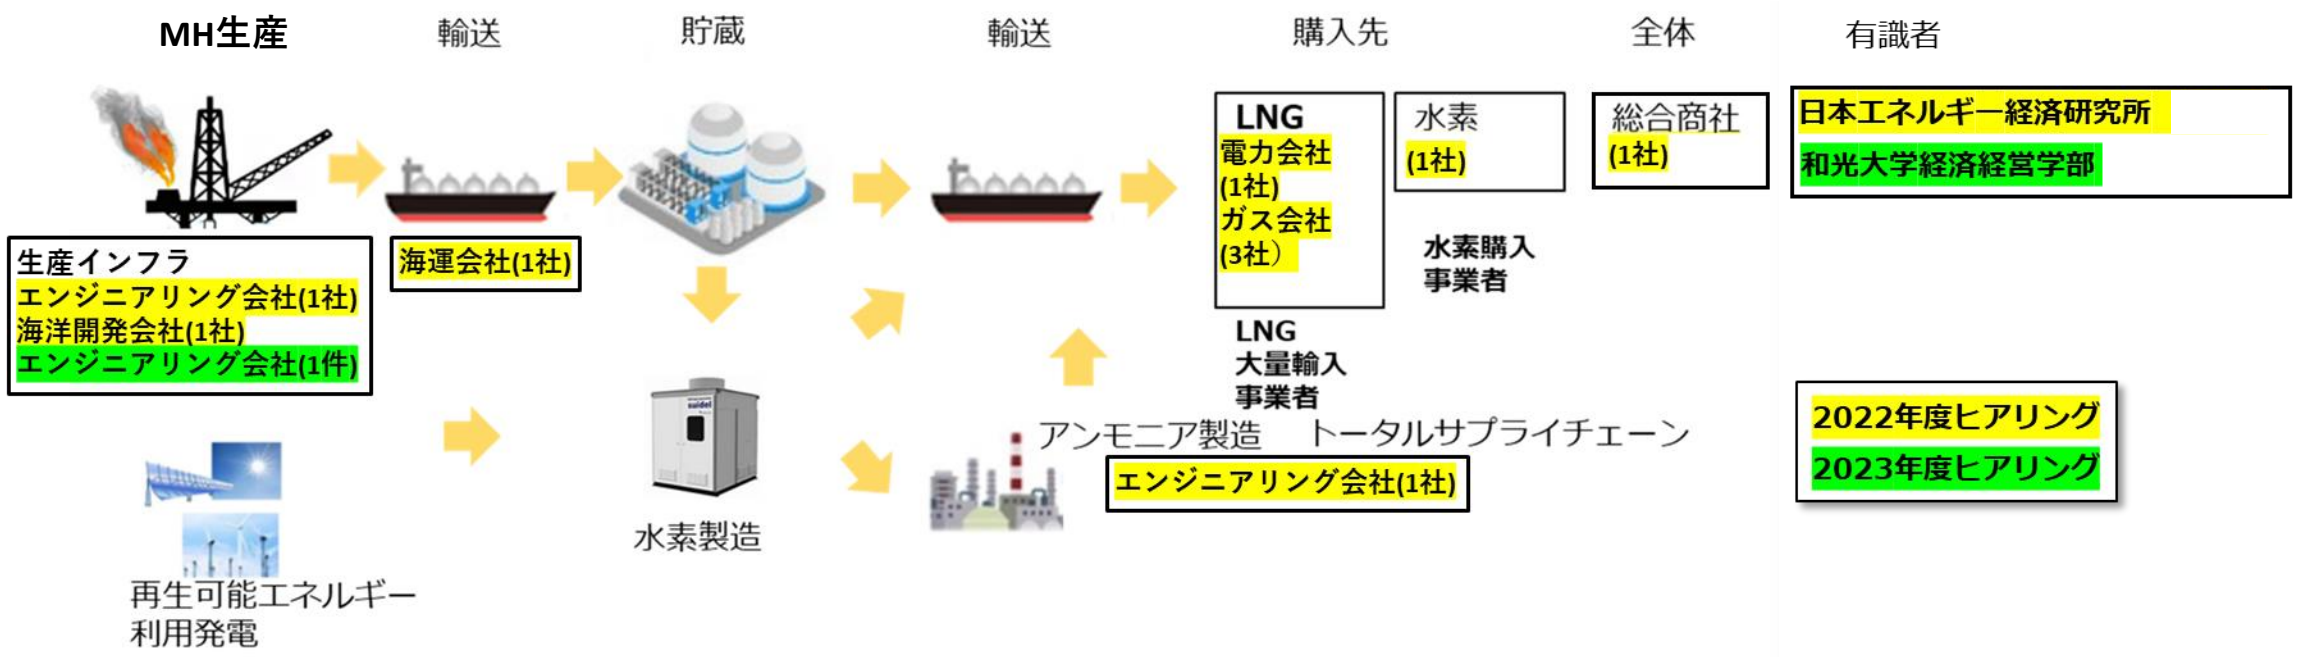 MH生産
輸送
貯蔵
輸送
購入先
全体
有識者
生産インフラ
エンジニアリング会社(1社)
海洋開発会社(1社)
エンジニアリング会社(1件)
海運会社(1社)
LNG
電力会社
(1社)
ガス会社
(3社）
LNG
大量輸入
事業者
水素
(1社)
水素購入
事業者
総合商社
(1社)
日本エネルギー経済研究所
和光大学経済経営学部
再生可能エネルギー
利用発電
suidel
水素製造
アンモニア製造
トータルサプライチェーン
エンジニアリング会社(1社)
2022年度ヒアリング
2023年度ヒアリング